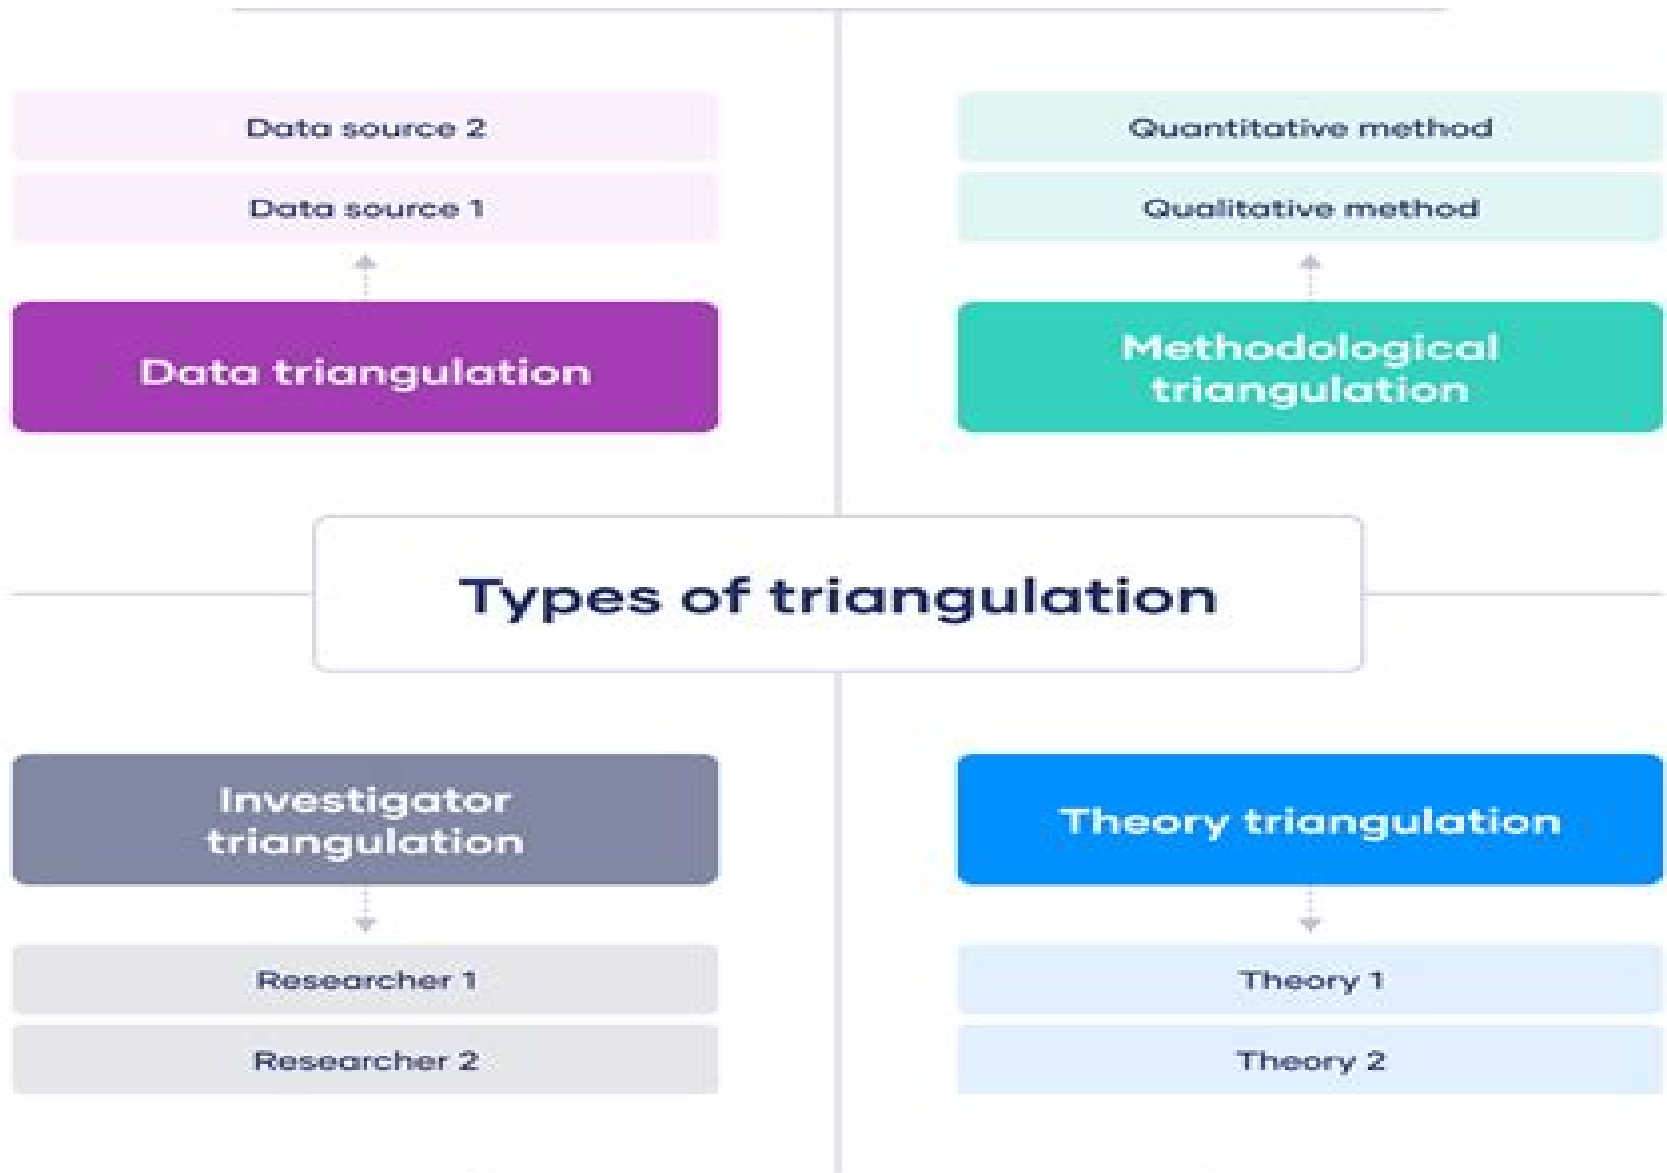 Data source 2
Data source 1
Data triangulation
Quantitative method
Qualitative method
Methodological
triangulation
Types of triangulation
Investigator
triangulation
Researcher 1
Researcher 2
Theory triangulation
Theory 1
Theory 2